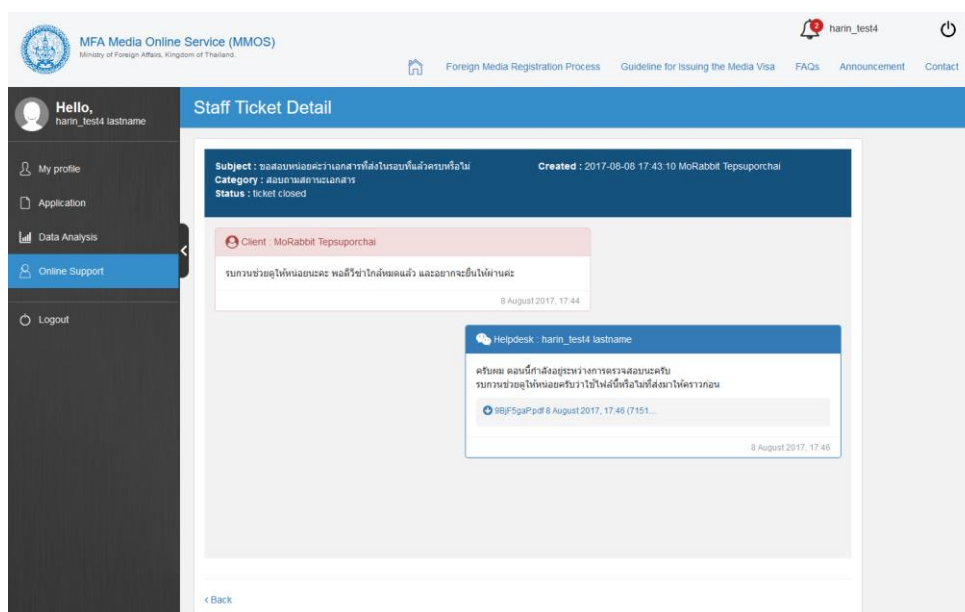 MFA Media Online Service (MMOS)
Ministry of Foreign Affairs, Kingdom of Thailand.
2
harin_test4
Foreign Media Registration Process
Guideline for Issuing the Media Visa
FAQs
Announcement
Contact
Hello,
harin_test4 lastname
My profile
Application
Data Analysis
Online Support
Logout
Staff Ticket Detail
Subject : ขอสอบหน่อยค่ะว่าเอกสารที่ส่งในรอบที่แล้วครบหรือไม่
Created : 2017-08-08 17:43:10 MoRabbit Tepsuporchai
Category : สอบถามสถานะเอกสาร
Status : ticket closed
Client : MoRabbit Tepsuporchai
รบกวนช่วยดูให้หน่อยนะคะ พอดีวีซ่าใกล้หมดแล้ว และอยากจะยื่นให้ผ่านค่ะ
8 August 2017, 17:44
Helpdesk : harin_test4 lastname
ครับผม ตอนนี้กำลังอยู่ระหว่างการตรวจสอบนะครับ
รบกวนช่วยดูให้หน่อยครับว่าใช่ไฟล์นี้หรือไม่ที่ส่งมาให้คราวก่อน
9BjF5gaP.pdf 8 August 2017, 17:46 (7151...
8 August 2017, 17:46
< Back